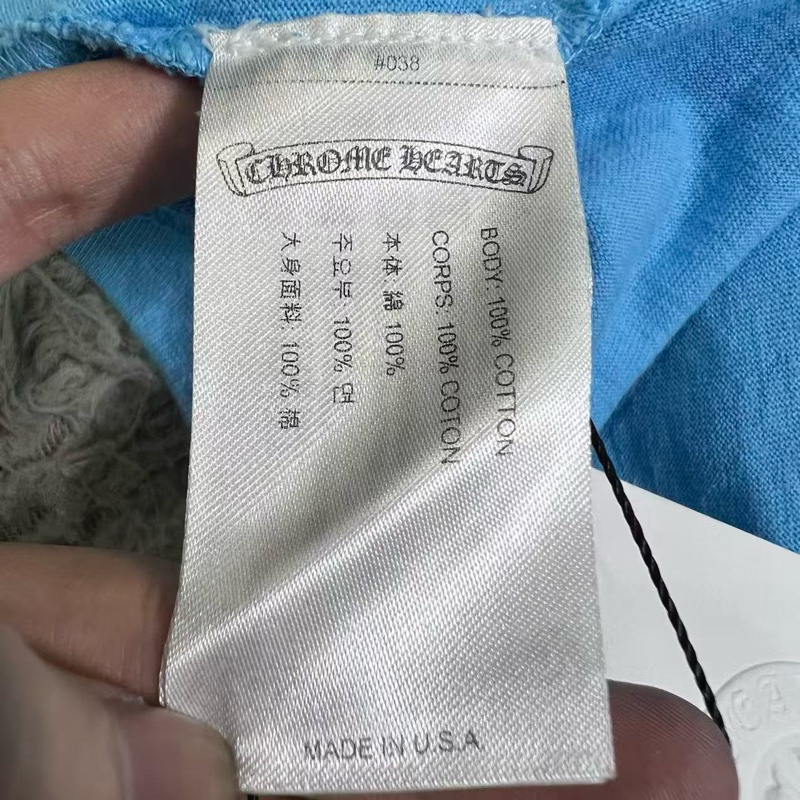 #038
CHROME HEARTS
BODY: 100% COTTON
CORPS: 100% COTON
本体 綿 100%
주요부 100% 면
大身面料: 100% 棉
MADE IN U.S.A.
CA